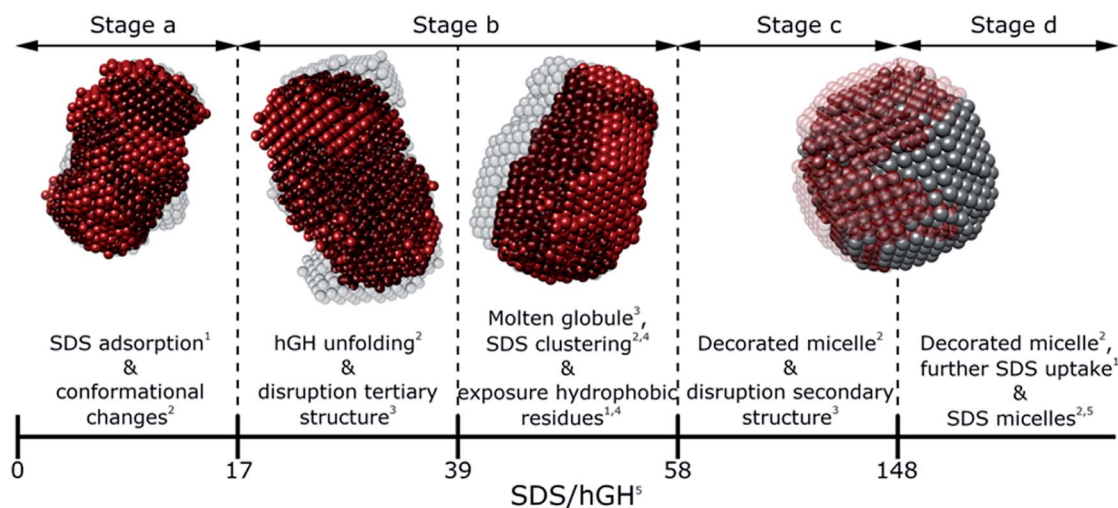 Stage a
Stage b
Stage c
Stage d
SDS adsorption¹
&
conformational
changes²
hGH unfolding²
&
disruption tertiary
structure³
Molten globule³,
SDS clustering²,⁴
&
exposure hydrophobic
residues¹,⁴
Decorated micelle²
&
disruption secondary
structure³
Decorated micelle²,
further SDS uptake¹
&
SDS micelles²,⁵
0
17
39
58
148
SDS/hGH⁵